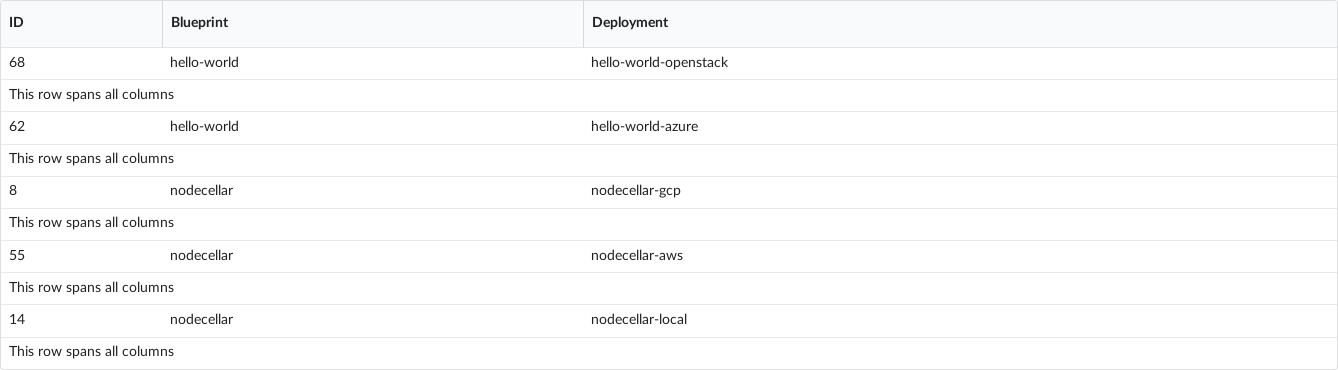 ID Blueprint Deployment
68 hello-world hello-world-openstack
This row spans all columns
62 hello-world hello-world-azure
This row spans all columns
8 nodecellar nodecellar-gcp
This row spans all columns
55 nodecellar nodecellar-aws
This row spans all columns
14 nodecellar nodecellar-local
This row spans all columns